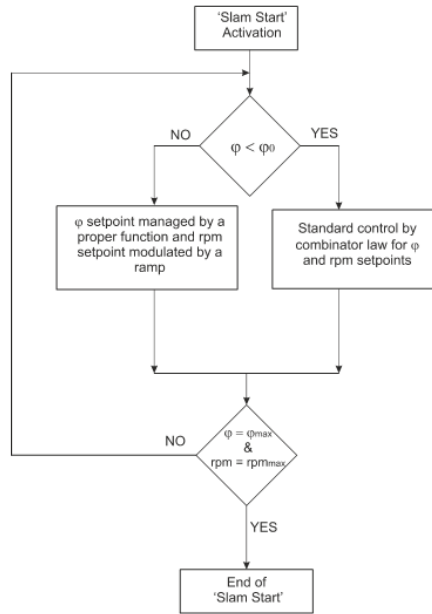 'Slam Start'
Activation
NO
YES
φ < φ₀
φ setpoint managed by a
proper function and rpm
setpoint modulated by a
ramp
Standard control by
combinator law for φ
and rpm setpoints
NO
φ = φmax
&
rpm = rpmmax
YES
End of
'Slam Start'